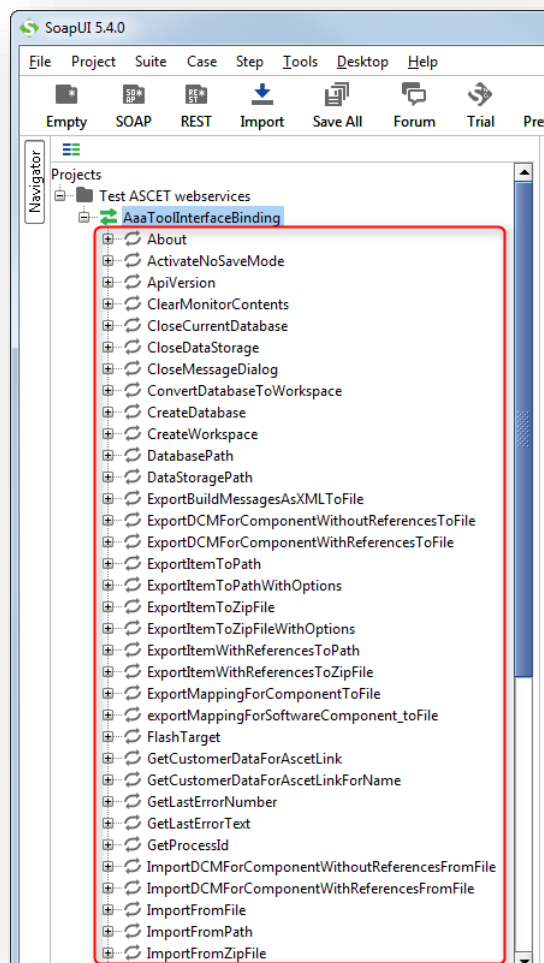 SoapUI 5.4.0
File Project Suite Case Step Tools Desktop Help
Empty SOAP REST Import Save All Forum Trial Pre
Navigator
Projects
Test ASCET webservices
AaaToolInterfaceBinding
About
ActivateNoSaveMode
ApiVersion
ClearMonitorContents
CloseCurrentDatabase
CloseDataStorage
CloseMessageDialog
ConvertDatabaseToWorkspace
CreateDatabase
CreateWorkspace
DatabasePath
DataStoragePath
ExportBuildMessagesAsXMLToFile
ExportDCMForComponentWithoutReferencesToFile
ExportDCMForComponentWithReferencesToFile
ExportItemToPath
ExportItemToPathWithOptions
ExportItemToZipFile
ExportItemToZipFileWithOptions
ExportItemWithReferencesToPath
ExportItemWithReferencesToZipFile
ExportMappingForComponentToFile
exportMappingForSoftwareComponent_toFile
FlashTarget
GetCustomerDataForAscetLink
GetCustomerDataForAscetLinkForName
GetLastErrorNumber
GetLastErrorText
GetProcessId
ImportDCMForComponentWithoutReferencesFromFile
ImportDCMForComponentWithReferencesFromFile
ImportFromFile
ImportFromPath
ImportFromZipFile